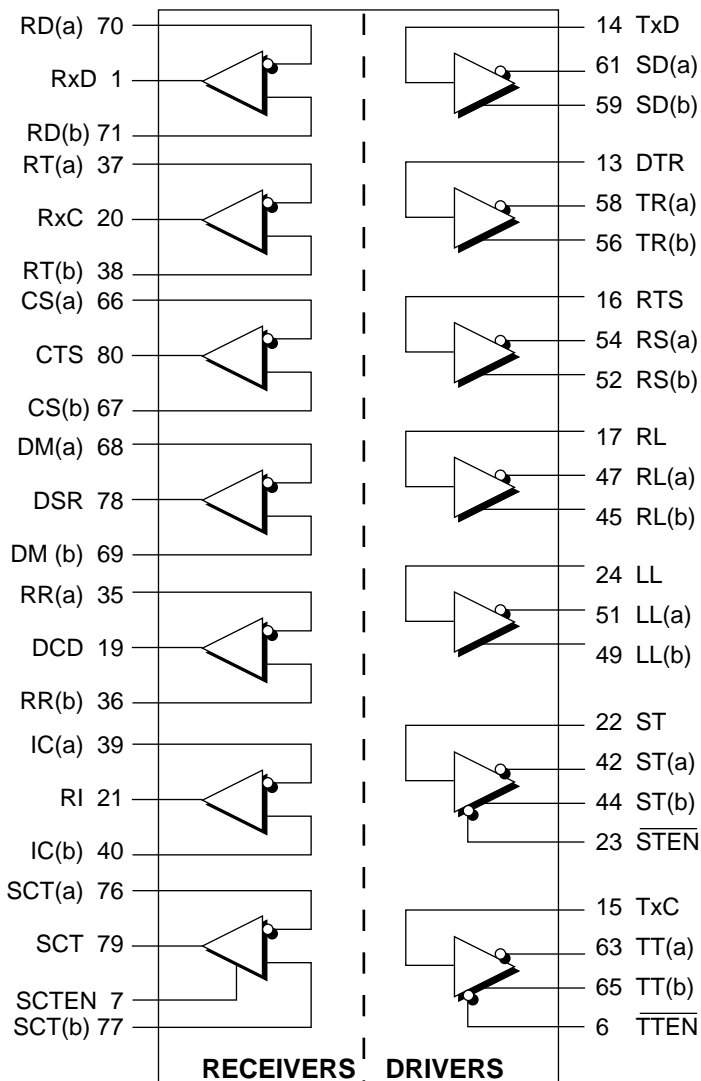 RD(a) 70
RxD 1
RD(b) 71
RT(a) 37
RxC 20
RT(b) 38
CS(a) 66
CTS 80
CS(b) 67
DM(a) 68
DSR 78
DM (b) 69
RR(a) 35
DCD 19
RR(b) 36
IC(a) 39
RI 21
IC(b) 40
SCT(a) 76
SCT 79
SCTEN 7
SCT(b) 77
RECEIVERS
14 TxD
61 SD(a)
59 SD(b)
13 DTR
58 TR(a)
56 TR(b)
16 RTS
54 RS(a)
52 RS(b)
17 RL
47 RL(a)
45 RL(b)
24 LL
51 LL(a)
49 LL(b)
22 ST
42 ST(a)
44 ST(b)
23 S̅T̅E̅N̅
15 TxC
63 TT(a)
65 TT(b)
6 T̅T̅E̅N̅
DRIVERS